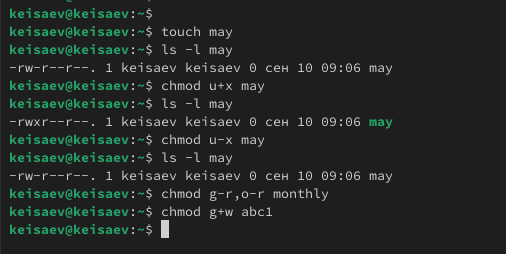 keisaev@keisaev:~$
keisaev@keisaev:~$ touch may
keisaev@keisaev:~$ ls -l may
-rw-r--r--. 1 keisaev keisaev 0 сен 10 09:06 may
keisaev@keisaev:~$ chmod u+x may
keisaev@keisaev:~$ ls -l may
-rwxr--r--. 1 keisaev keisaev 0 сен 10 09:06 may
keisaev@keisaev:~$ chmod u-x may
keisaev@keisaev:~$ ls -l may
-rw-r--r--. 1 keisaev keisaev 0 сен 10 09:06 may
keisaev@keisaev:~$ chmod g-r,o-r monthly
keisaev@keisaev:~$ chmod g+w abc1
keisaev@keisaev:~$